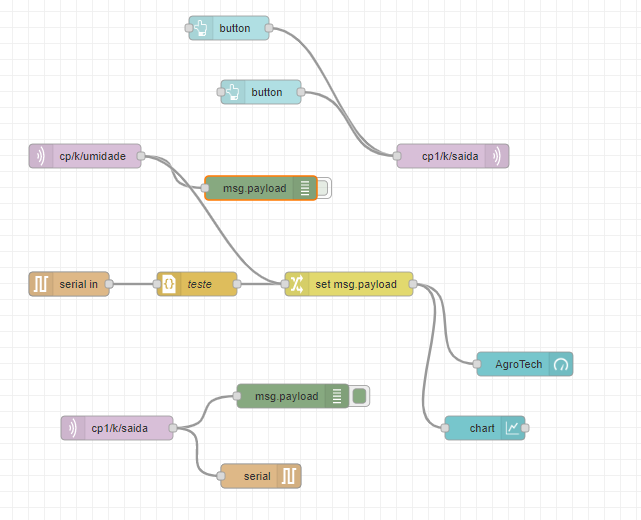 button
button
cp/k/umidade
cp1/k/saida
msg.payload
serial in
teste
set msg.payload
AgroTech
msg.payload
cp1/k/saida
chart
serial